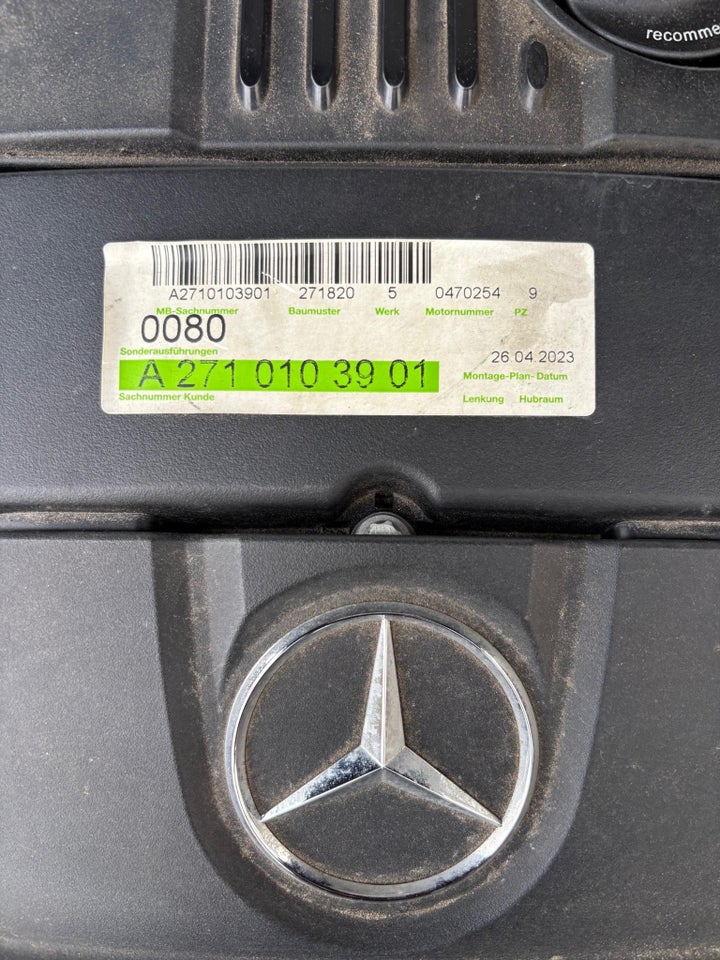 recomme
A2710103901 271820 5 0470254 9
MB-Sachnummer Baumuster Werk Motornummer PZ
0080
Sonderausführungen
26.04.2023
A 271 010 39 01
Montage-Plan- Datum
Sachnummer Kunde
Lenkung Hubraum